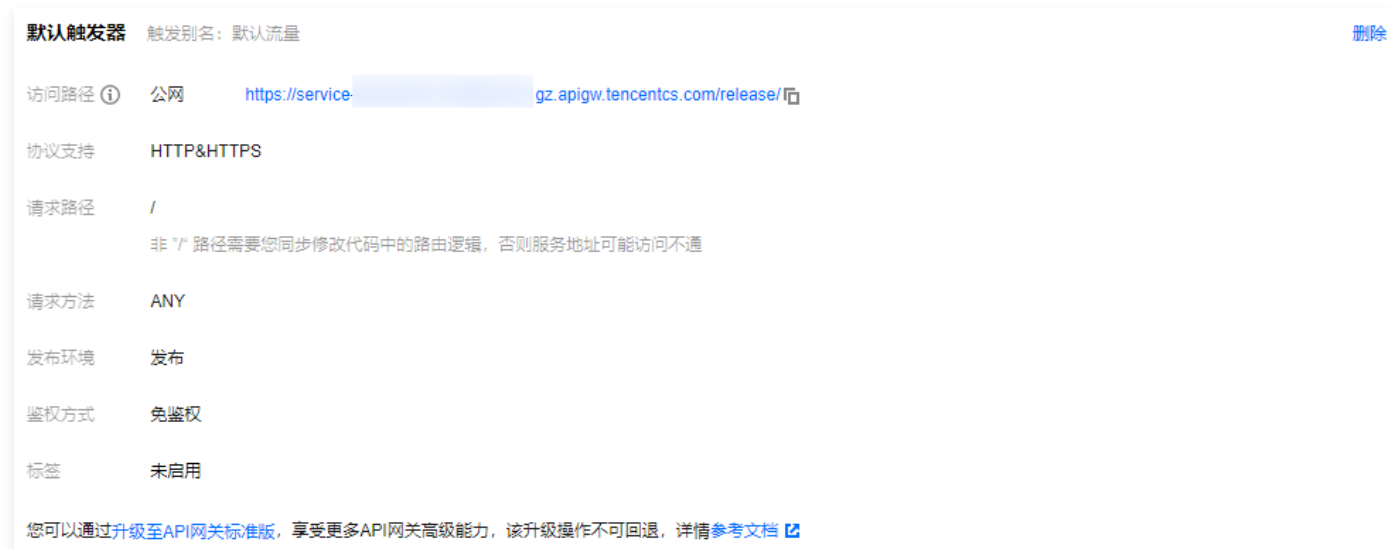 默认触发器 触发别名：默认流量 删除
访问路径 公网 https://service- gz.apigw.tencentcs.com/release/
协议支持 HTTP&HTTPS
请求路径 /
非 "/" 路径需要您同步修改代码中的路由逻辑，否则服务地址可能访问不通
请求方法 ANY
发布环境 发布
鉴权方式 免鉴权
标签 未启用
您可以通过升级至API网关标准版，享受更多API网关高级能力，该升级操作不可回退，详情参考文档